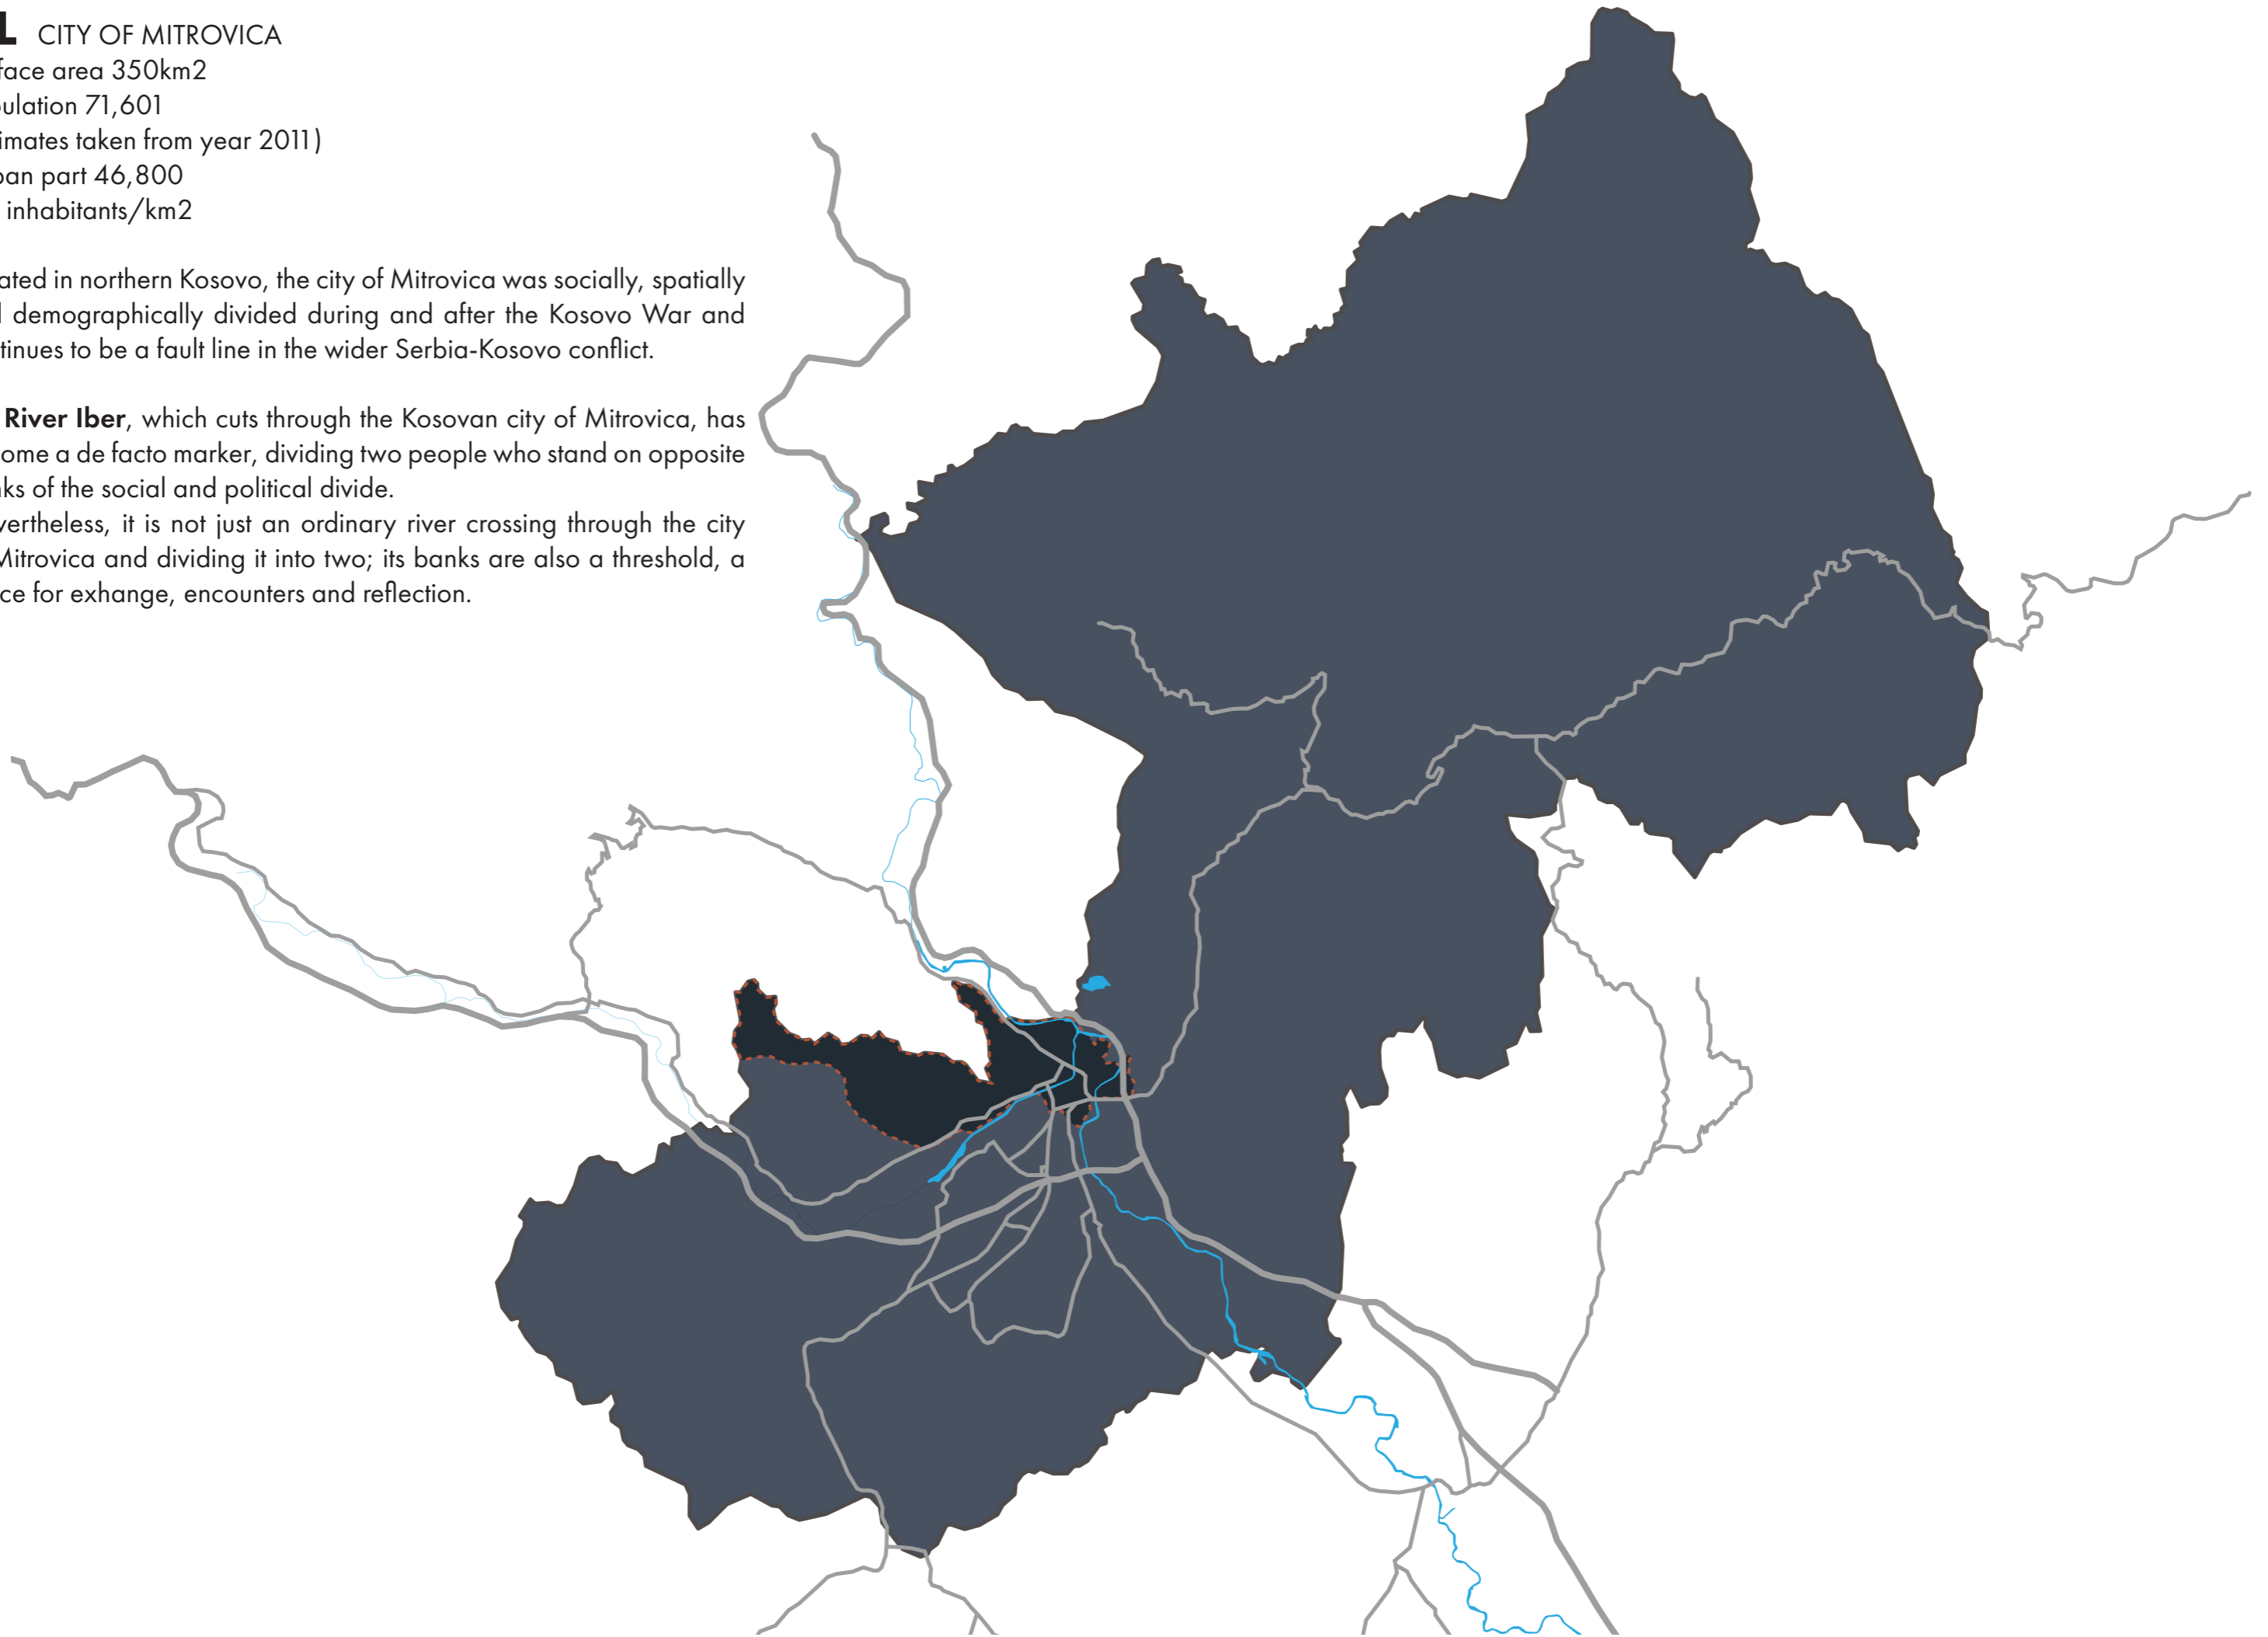 L CITY OF MITROVICA
face area 350km2
ulation 71,601
imates taken from year 2011)
an part 46,800
inhabitants/km2
ated in northern Kosovo, the city of Mitrovica was socially, spatially
demographically divided during and after the Kosovo War and
tinues to be a fault line in the wider Serbia-Kosovo conflict.
River Iber, which cuts through the Kosovan city of Mitrovica, has
ome a de facto marker, dividing two people who stand on opposite
ks of the social and political divide.
vertheless, it is not just an ordinary river crossing through the city
Mitrovica and dividing it into two; its banks are also a threshold, a
ce for exhange, encounters and reflection.